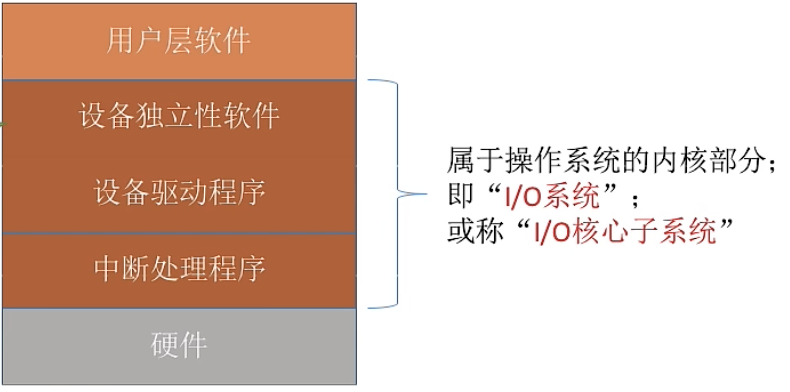 用户层软件
设备独立性软件
设备驱动程序
中断处理程序
硬件
属于操作系统的内核部分；
即“I/O系统”；
或称“I/O核心子系统”